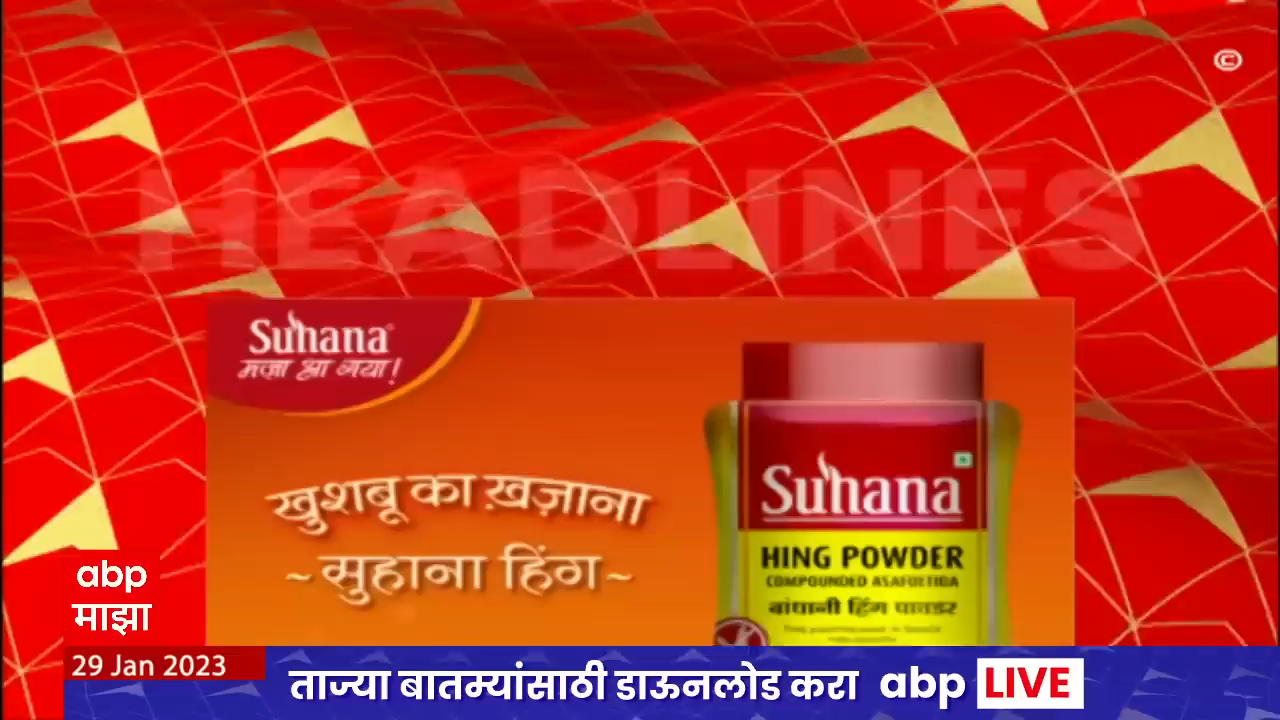 ©
HEADLINES
Suhana
मज़ा आ गया!
खुशबू का ख़ज़ाना
~सुहाना हिंग~
Suhana
HING POWDER
COMPOUNDED ASAFOETIDA
बांधानी हिंग पावडर
abp
माझा
29 Jan 2023
ताज्या बातम्यांसाठी डाऊनलोड करा abp LIVE